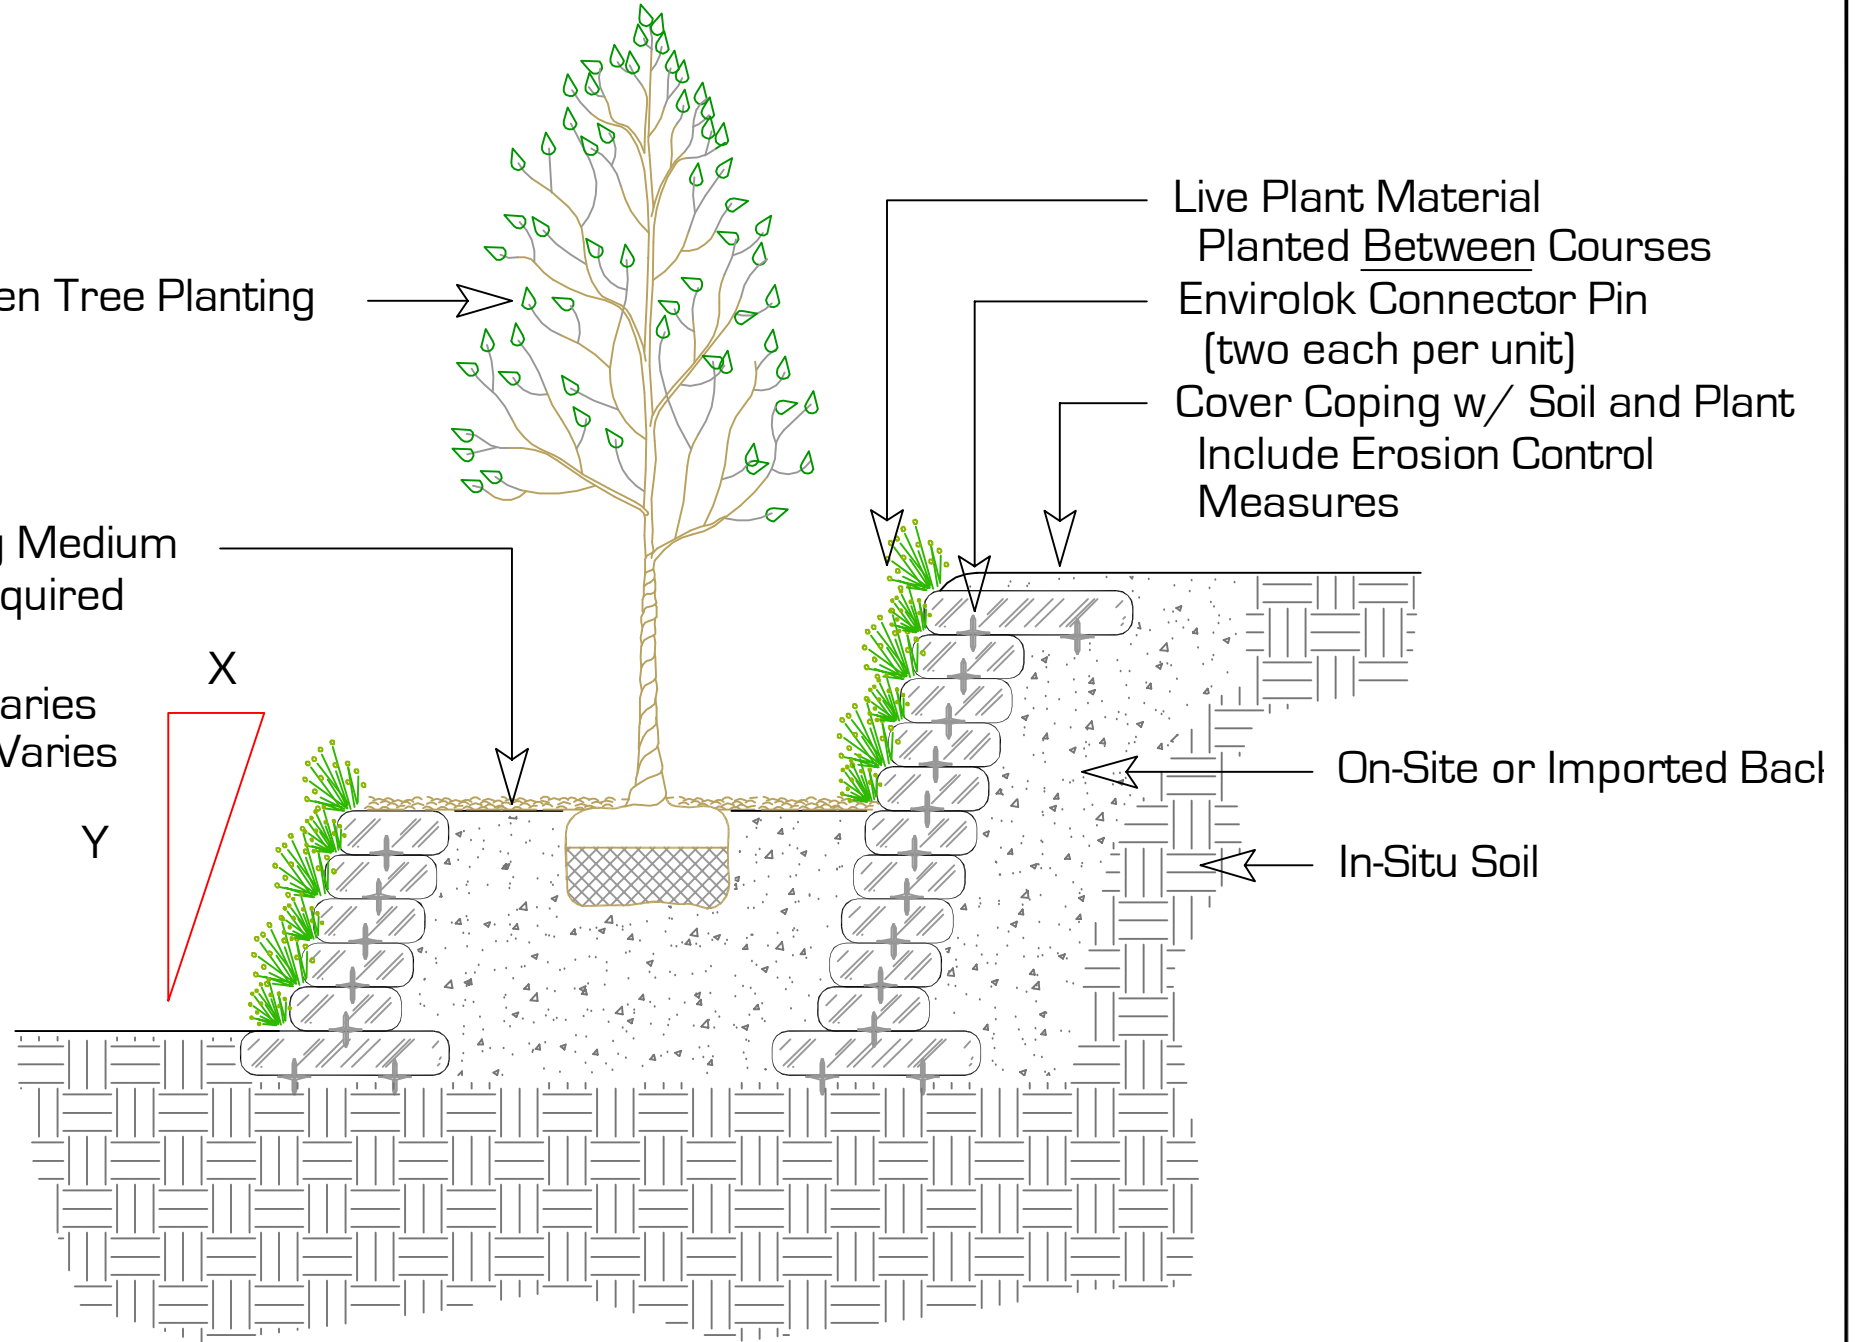 Live Plant Material
Planted Between Courses
en Tree Planting
Envirolok Connector Pin
(two each per unit)
Cover Coping w/ Soil and Plant
Include Erosion Control
Measures
Medium
quired
X
aries
Varies
Y
On-Site or Imported Back
In-Situ Soil